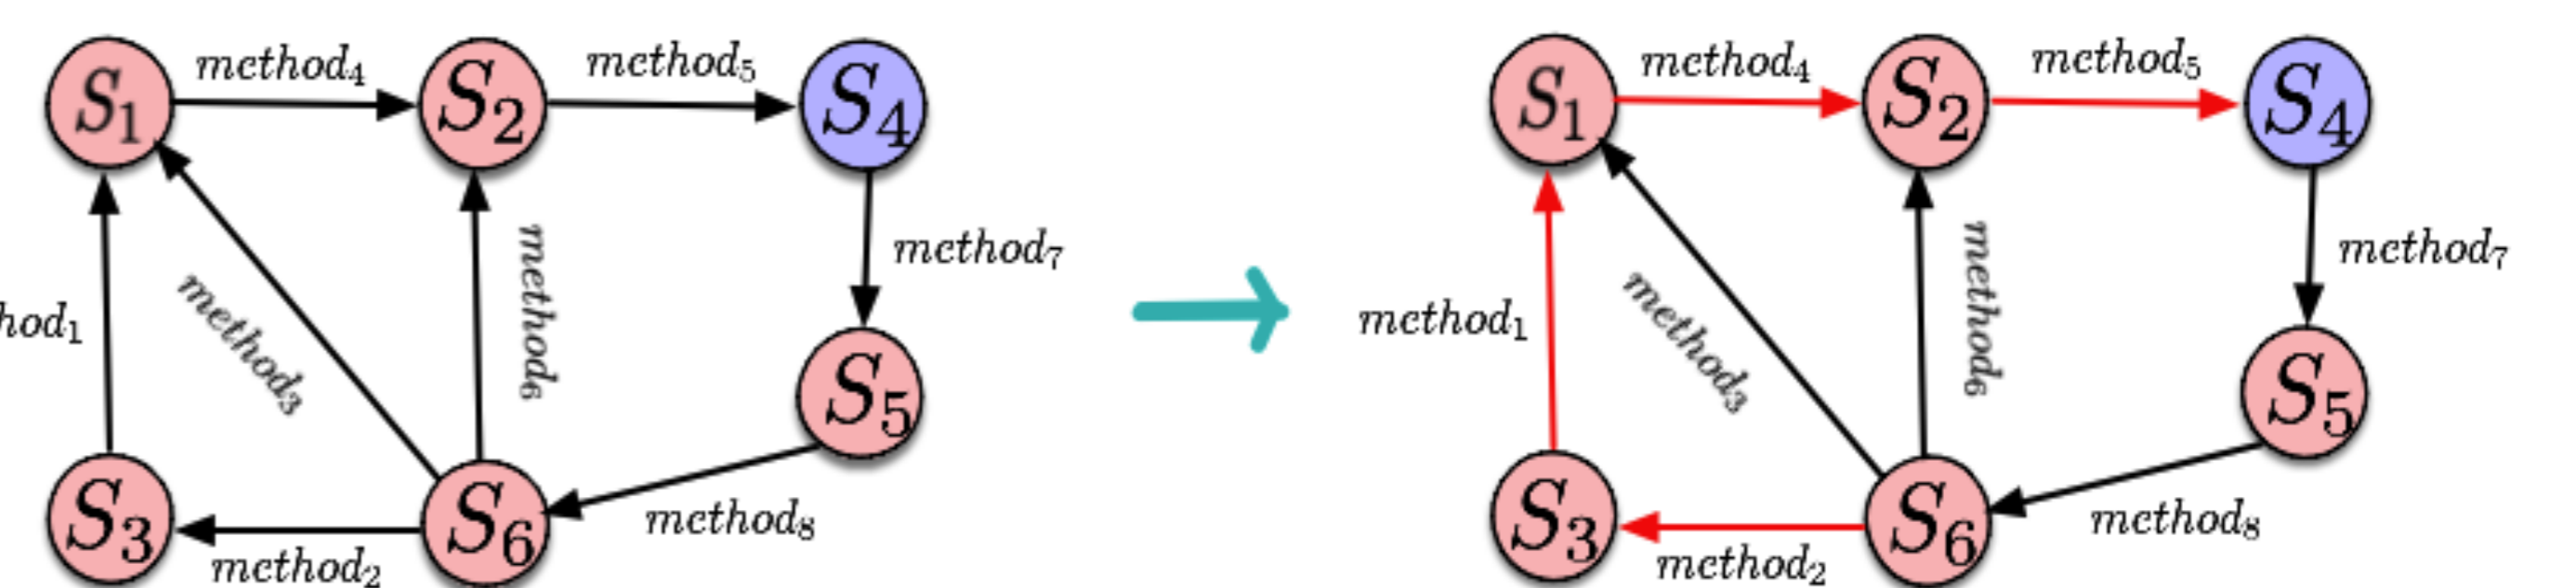 method₄
method₅
S₁
S₂
S₄
method₇
hod₁
method₃
method₆
S₅
S₃
S₆
method₈
method₂
method₄
method₅
S₁
S₂
S₄
method₇
method₁
method₃
method₆
S₅
S₃
S₆
method₈
method₂